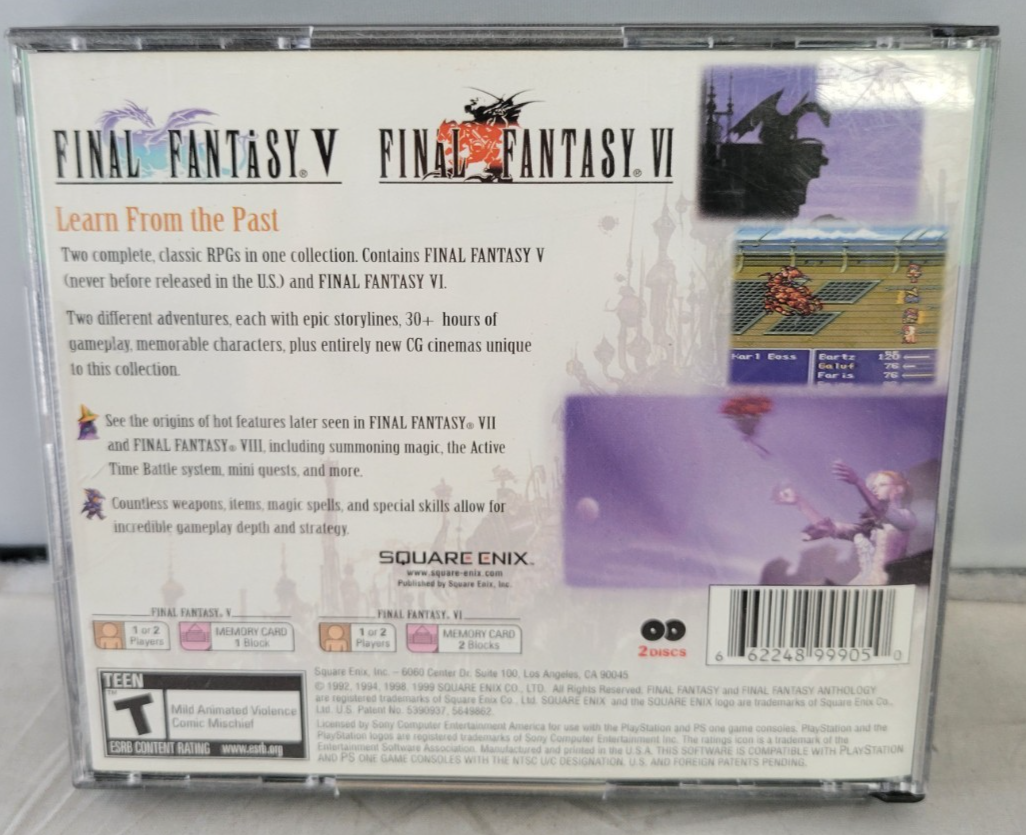 FINAL FANTASY® V
FINAL FANTASY® VI
Learn From the Past
Two complete, classic RPGs in one collection. Contains FINAL FANTASY V
(never before released in the U.S.) and FINAL FANTASY VI.
Two different adventures, each with epic storylines, 30+ hours of
gameplay, memorable characters, plus entirely new CG cinemas unique
to this collection.
See the origins of hot features later seen in FINAL FANTASY® VII
and FINAL FANTASY® VIII, including summoning magic, the Active
Time Battle system, mini quests, and more.
Countless weapons, items, magic spells, and special skills allow for
incredible gameplay depth and strategy.
Karl Boss
Bartz 120
Galuf 76
Faris 76
SQUARE ENIX™
www.square-enix.com
Published by Square Enix, Inc.
FINAL FANTASY® V
1 or 2
Players
MEMORY CARD
1 Block
FINAL FANTASY® VI
1 or 2
Players
MEMORY CARD
2 Blocks
2 DISCS
6 62248 99905 0
TEEN
T
Mild Animated Violence
Comic Mischief
ESRB CONTENT RATING www.esrb.org
Square Enix, Inc. – 6060 Center Dr. Suite 100, Los Angeles, CA 90045
© 1992, 1994, 1998, 1999 SQUARE ENIX CO., LTD. All Rights Reserved. FINAL FANTASY and FINAL FANTASY ANTHOLOGY
are registered trademarks of Square Enix Co., Ltd. SQUARE ENIX and the SQUARE ENIX logo are trademarks of Square Enix Co.,
Ltd. U.S. Patent No. 5390937, 5649862.
Licensed by Sony Computer Entertainment America for use with the PlayStation and PS one game consoles. PlayStation and the
PlayStation logos are registered trademarks of Sony Computer Entertainment Inc. The ratings icon is a trademark of the
Entertainment Software Association. Manufactured and printed in the U.S.A. THIS SOFTWARE IS COMPATIBLE WITH PLAYSTATION
AND PS ONE GAME CONSOLES WITH THE NTSC U/C DESIGNATION. U.S. AND FOREIGN PATENTS PENDING.